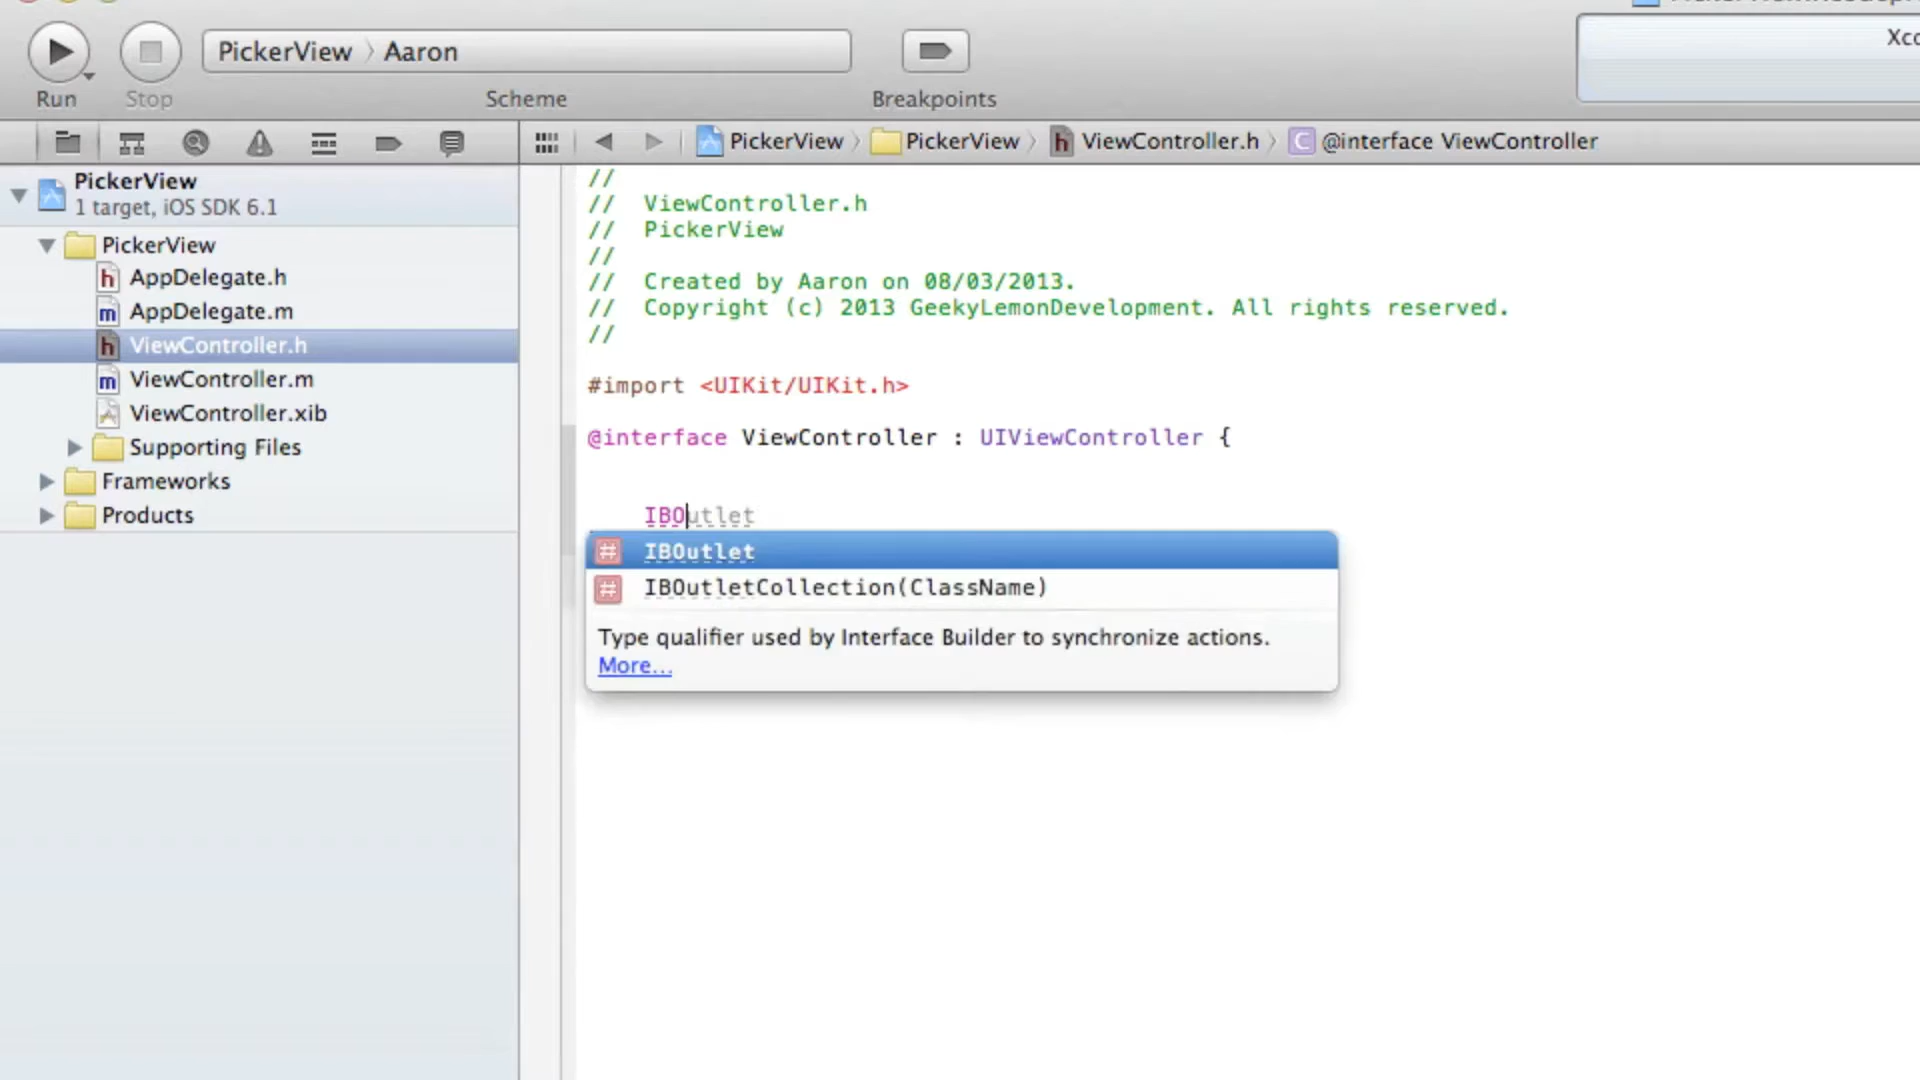 PickerView > Aaron
Xco
Run
Stop
Scheme
Breakpoints
PickerView > PickerView > h ViewController.h > C @interface ViewController
PickerView
1 target, iOS SDK 6.1
PickerView
h AppDelegate.h
m AppDelegate.m
h ViewController.h
m ViewController.m
ViewController.xib
Supporting Files
Frameworks
Products
//
//  ViewController.h
//  PickerView
//
//  Created by Aaron on 08/03/2013.
//  Copyright (c) 2013 GeekyLemonDevelopment. All rights reserved.
//
#import <UIKit/UIKit.h>
@interface ViewController : UIViewController {
IBOutlet
# IBOutlet
# IBOutletCollection(ClassName)
Type qualifier used by Interface Builder to synchronize actions.
More...